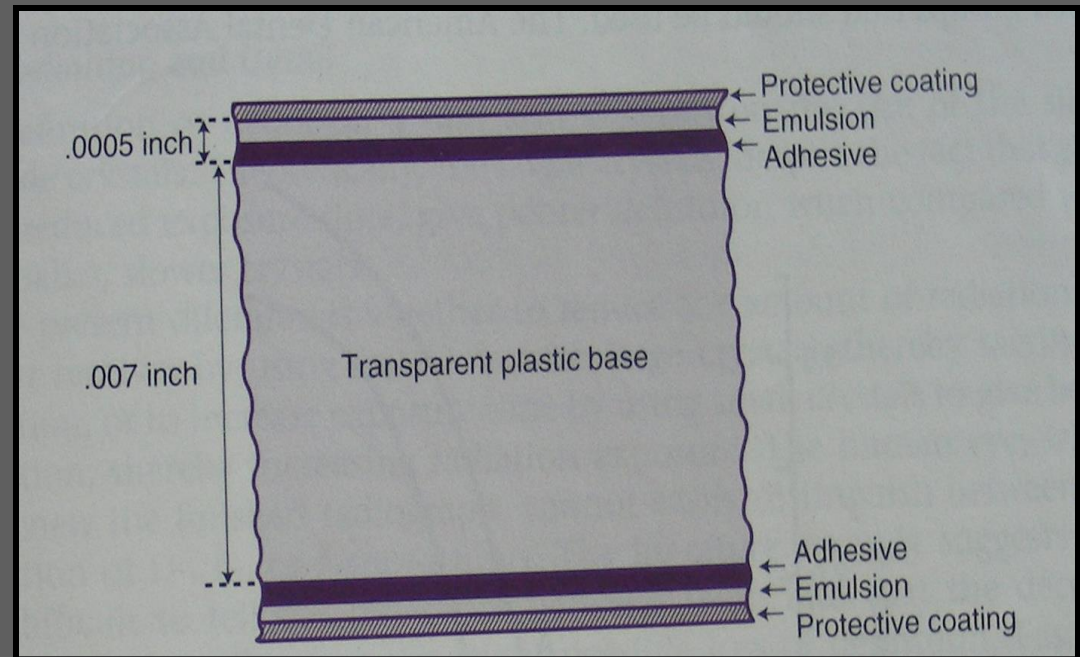 Protective coating
.0005 inch
Emulsion
Adhesive
.007 inch
Transparent plastic base
Adhesive
Emulsion
Protective coating